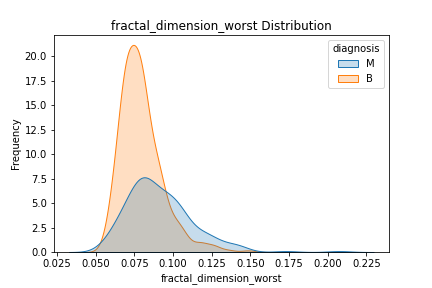 fractal_dimension_worst Distribution
diagnosis
M
B
Frequency
20.0
17.5
15.0
12.5
10.0
7.5
5.0
2.5
0.0
0.025 0.050 0.075 0.100 0.125 0.150 0.175 0.200 0.225
fractal_dimension_worst